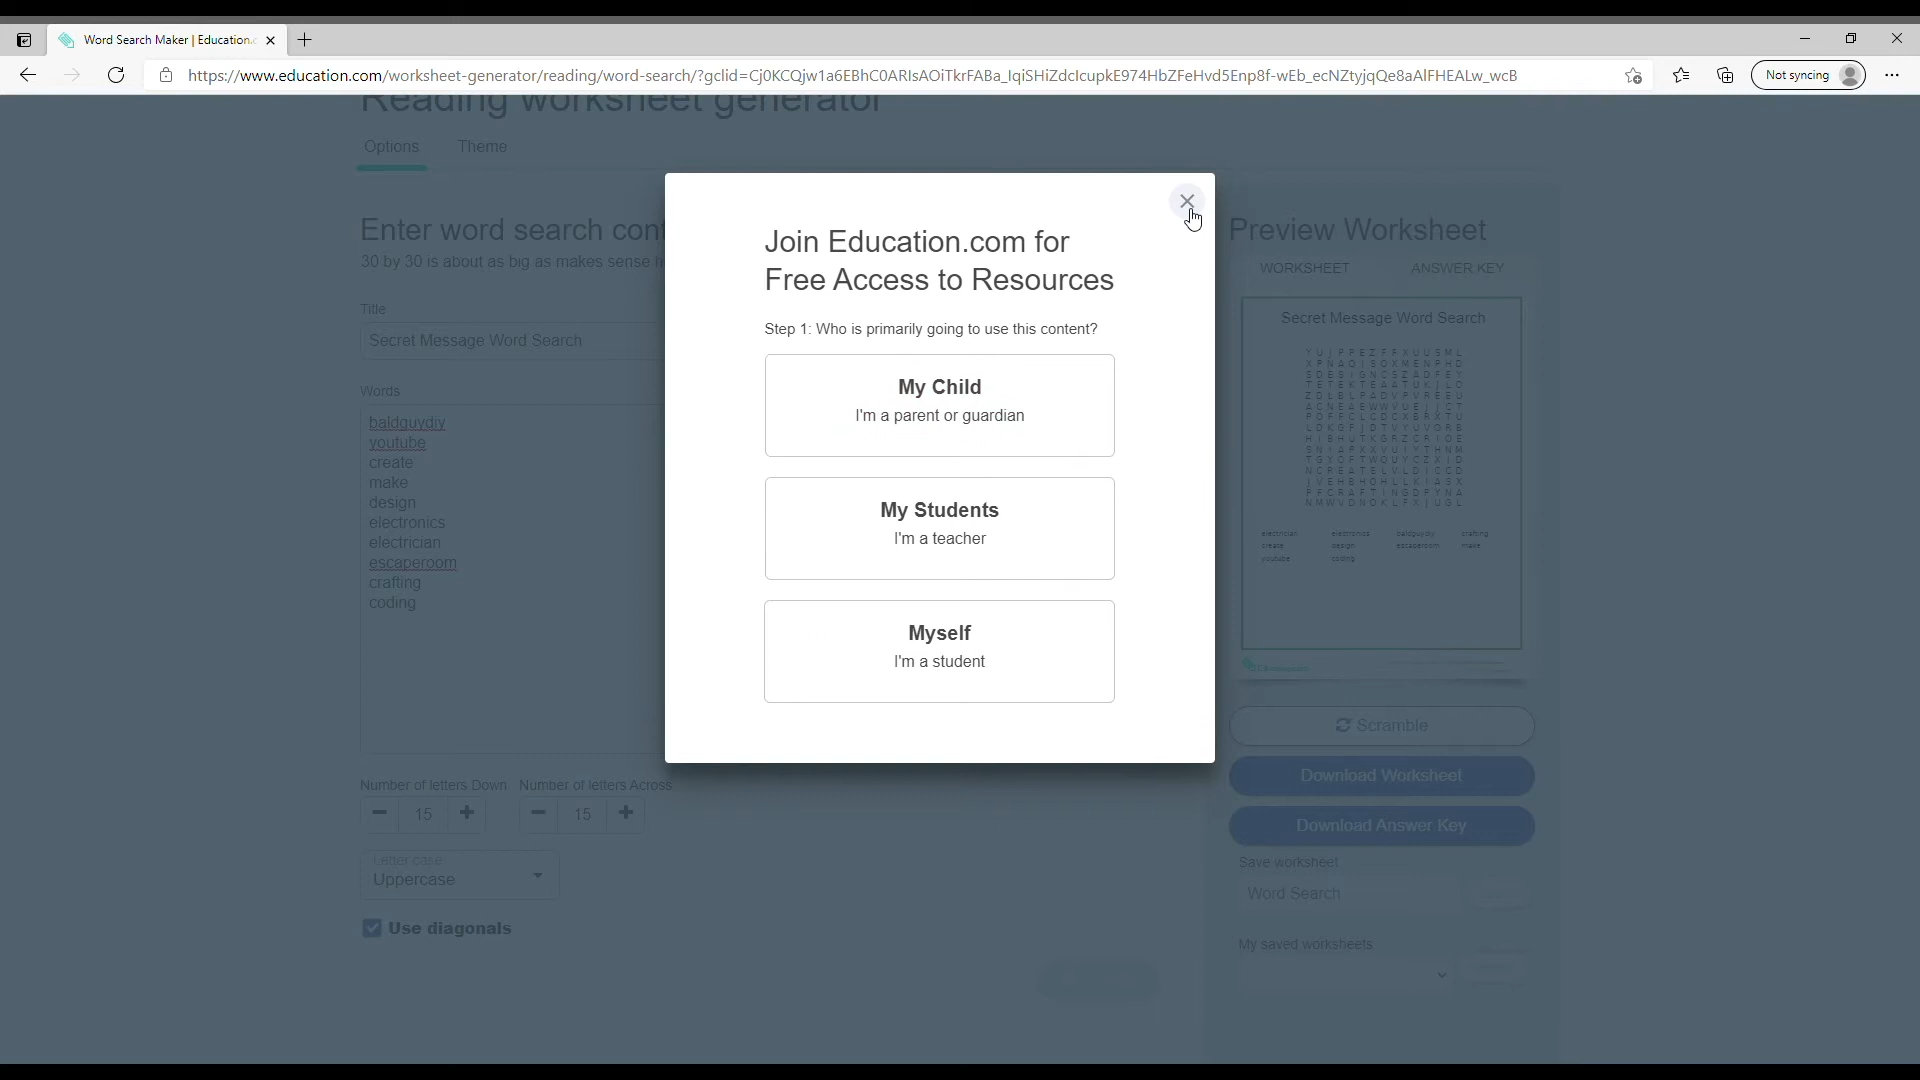 Word Search Maker | Education.c
https://www.education.com/worksheet-generator/reading/word-search/?gclid=Cj0KCQjw1a6EBhC0ARIsAOiTkrFABa_IqiSHiZdcIcupkE974HbZFeHvd5Enp8f-wEb_ecNZtyjqQe8aAlFHEALw_wcB
Not syncing
Reading worksheet generator
Options
Theme
Enter word search con
30 by 30 is about as big as makes sense
Title
Secret Message Word Search
Words
baldguydiy
youtube
create
make
design
electronics
electrician
escaperoom
crafting
coding
Number of letters Down
Number of letters Across
15
15
Letter case
Uppercase
Use diagonals
Join Education.com for
Free Access to Resources
Step 1: Who is primarily going to use this content?
My Child
I'm a parent or guardian
My Students
I'm a teacher
Myself
I'm a student
Preview Worksheet
WORKSHEET
ANSWER KEY
Secret Message Word Search
electrician electronics baldguydiy crafting
create design escaperoom make
youtube coding
Scramble
Download Worksheet
Download Answer Key
Save worksheet
Word Search
My saved worksheets